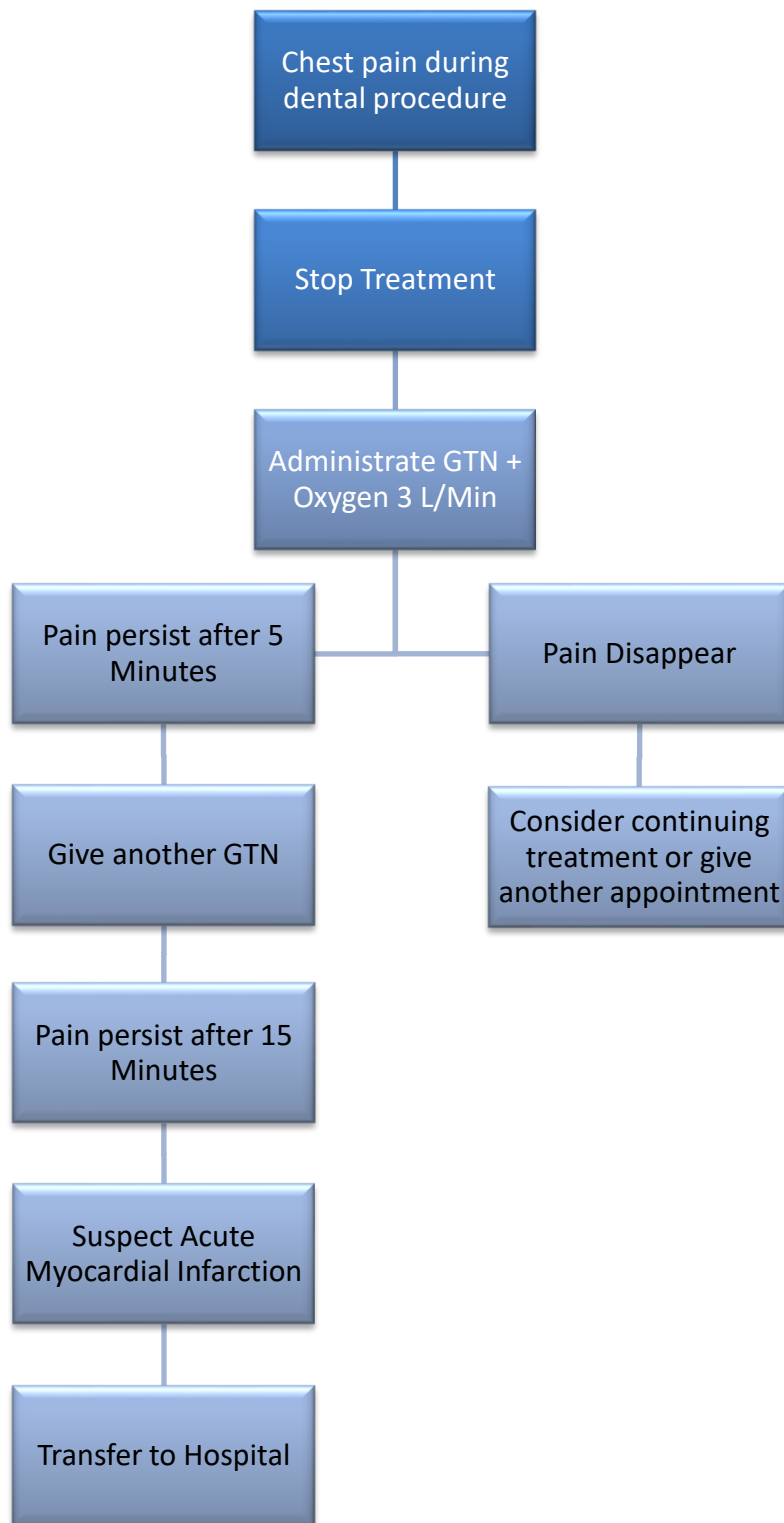 Chest pain during
dental procedure
Stop Treatment
Administrate GTN +
Oxygen 3 L/Min
Pain persist after 5
Minutes
Pain Disappear
Give another GTN
Consider continuing
treatment or give
another appointment
Pain persist after 15
Minutes
Suspect Acute
Myocardial Infarction
Transfer to Hospital